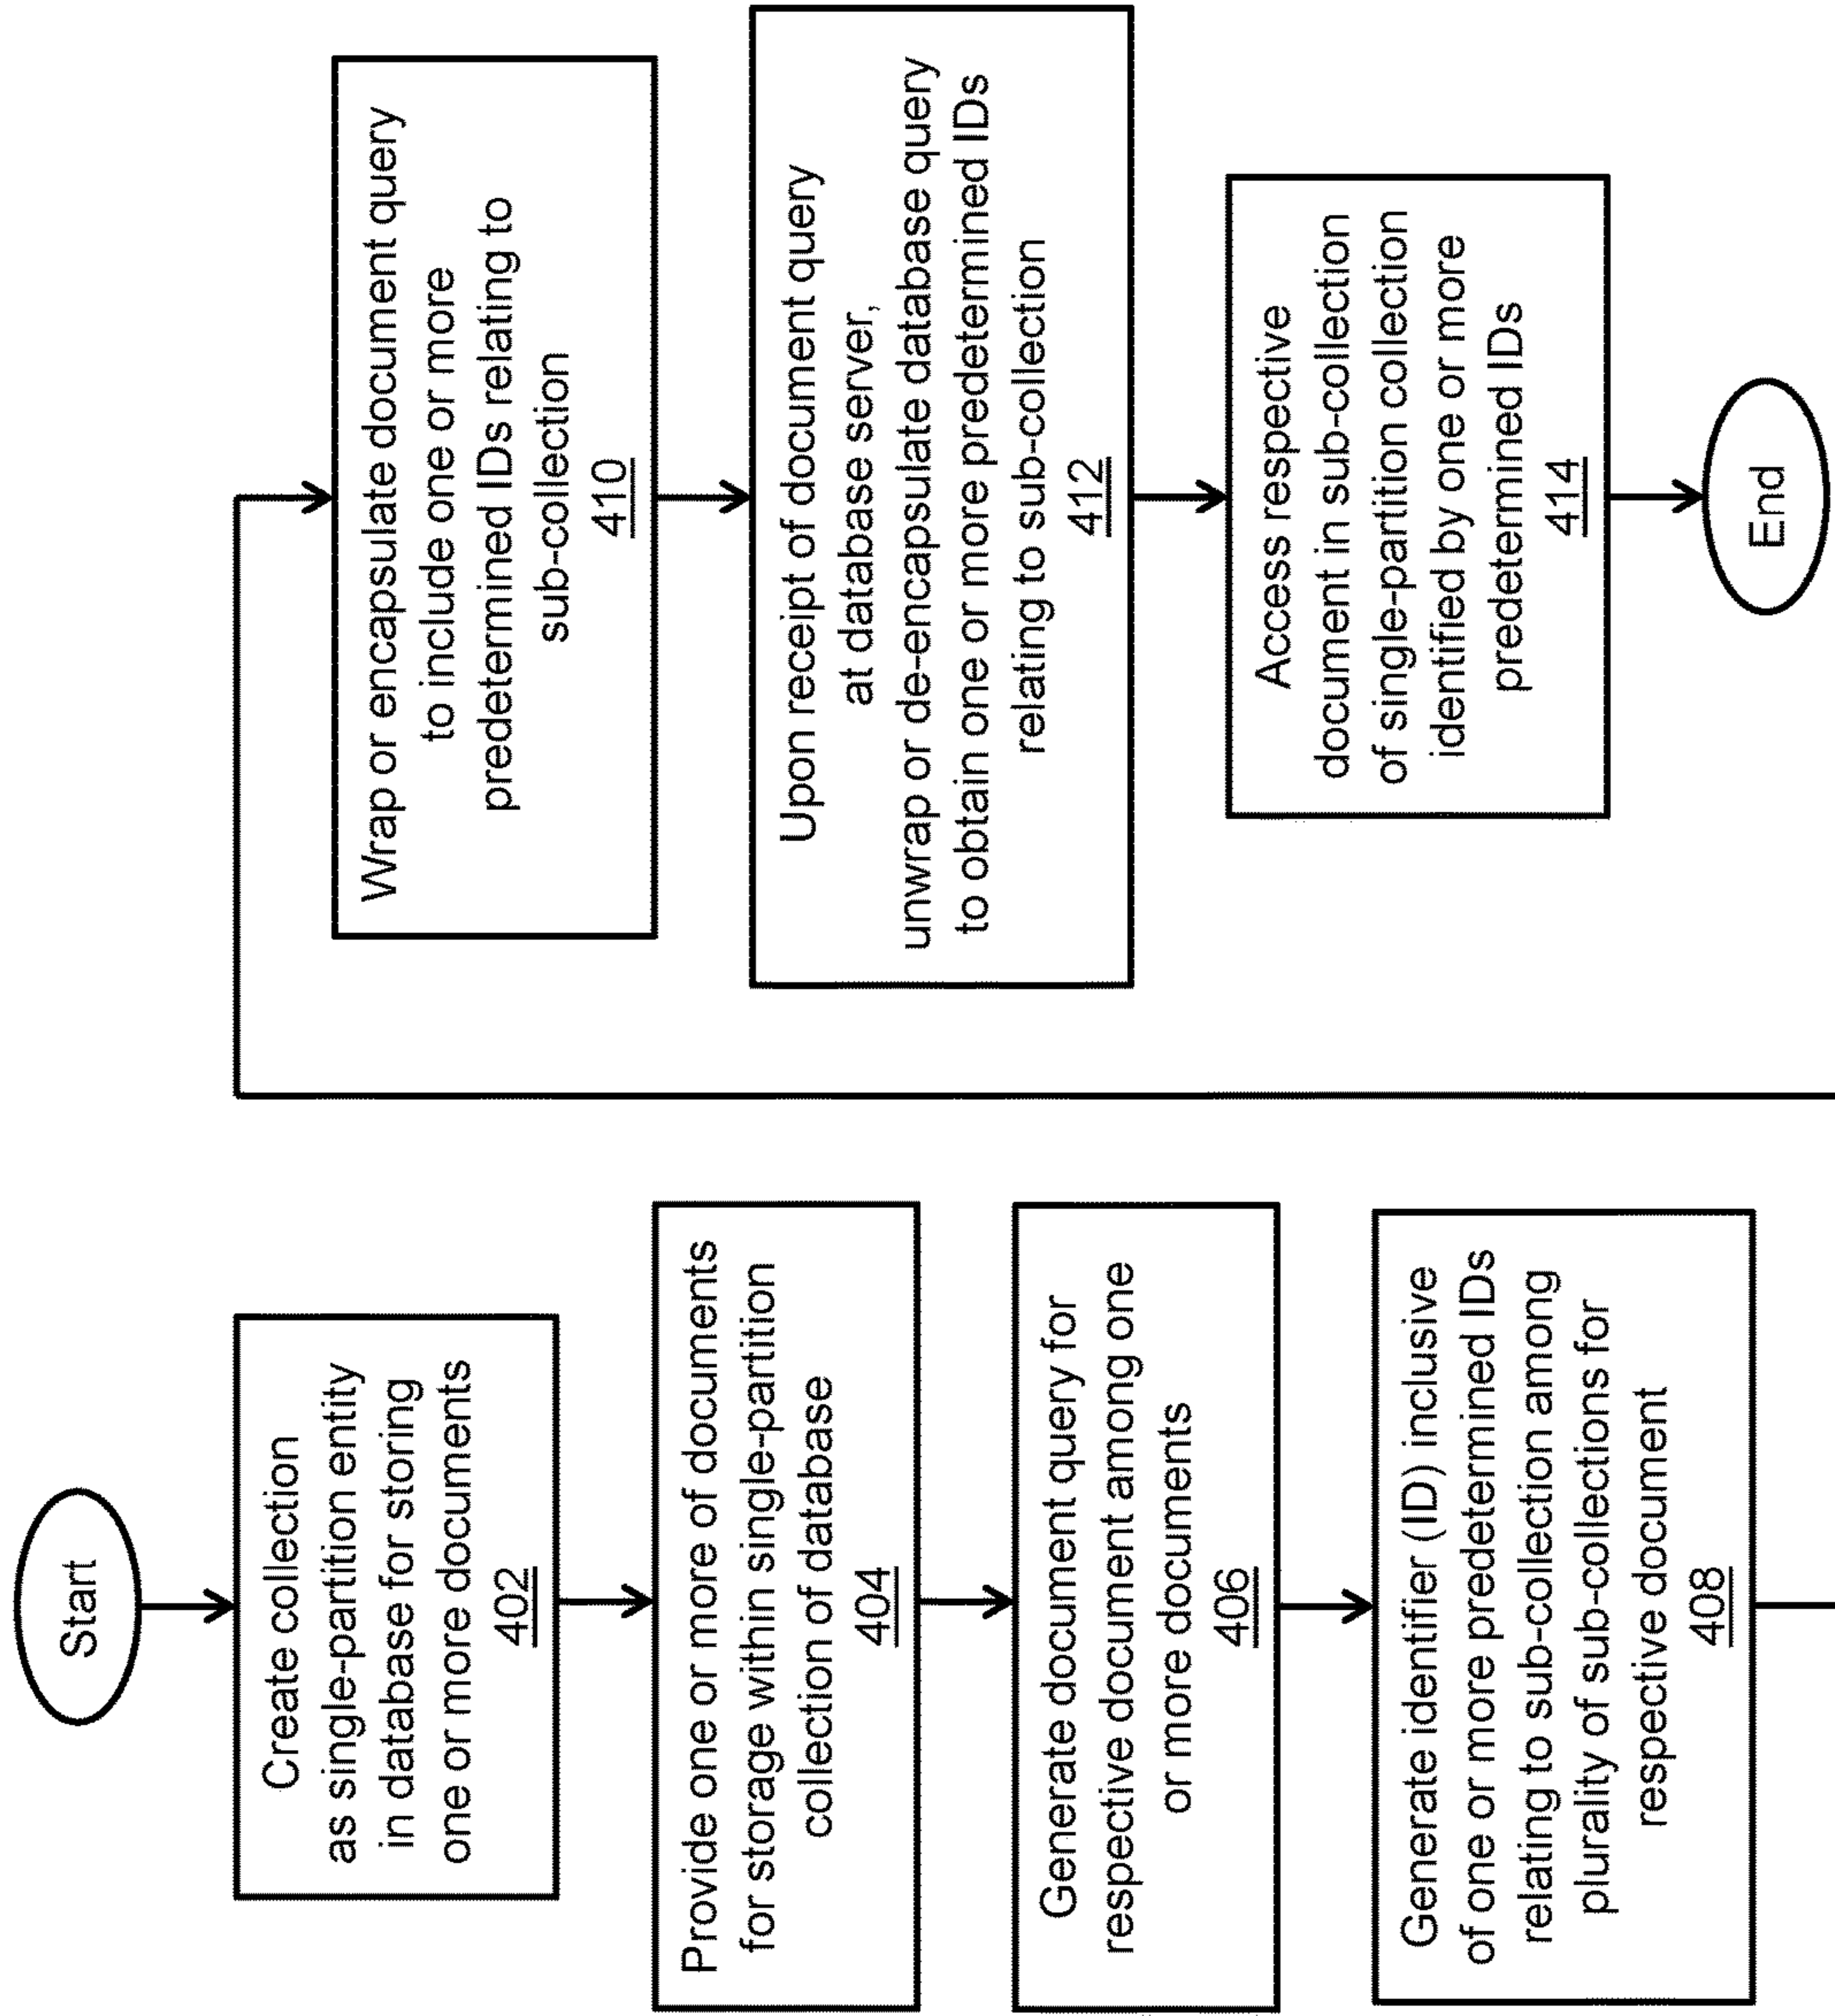 Start
Create collection
as single-partition entity
in database for storing
one or more documents
402
Provide one or more of documents
for storage within single-partition
collection of database
404
Generate document query for
respective document among one
or more documents
406
Generate identifier (ID) inclusive
of one or more predetermined IDs
relating to sub-collection among
plurality of sub-collections for
respective document
408
Wrap or encapsulate document query
to include one or more
predetermined IDs relating to
sub-collection
410
Upon receipt of document query
at database server,
unwrap or de-encapsulate database query
to obtain one or more predetermined IDs
relating to sub-collection
412
Access respective
document in sub-collection
of single-partition collection
identified by one or more
predetermined IDs
414
End